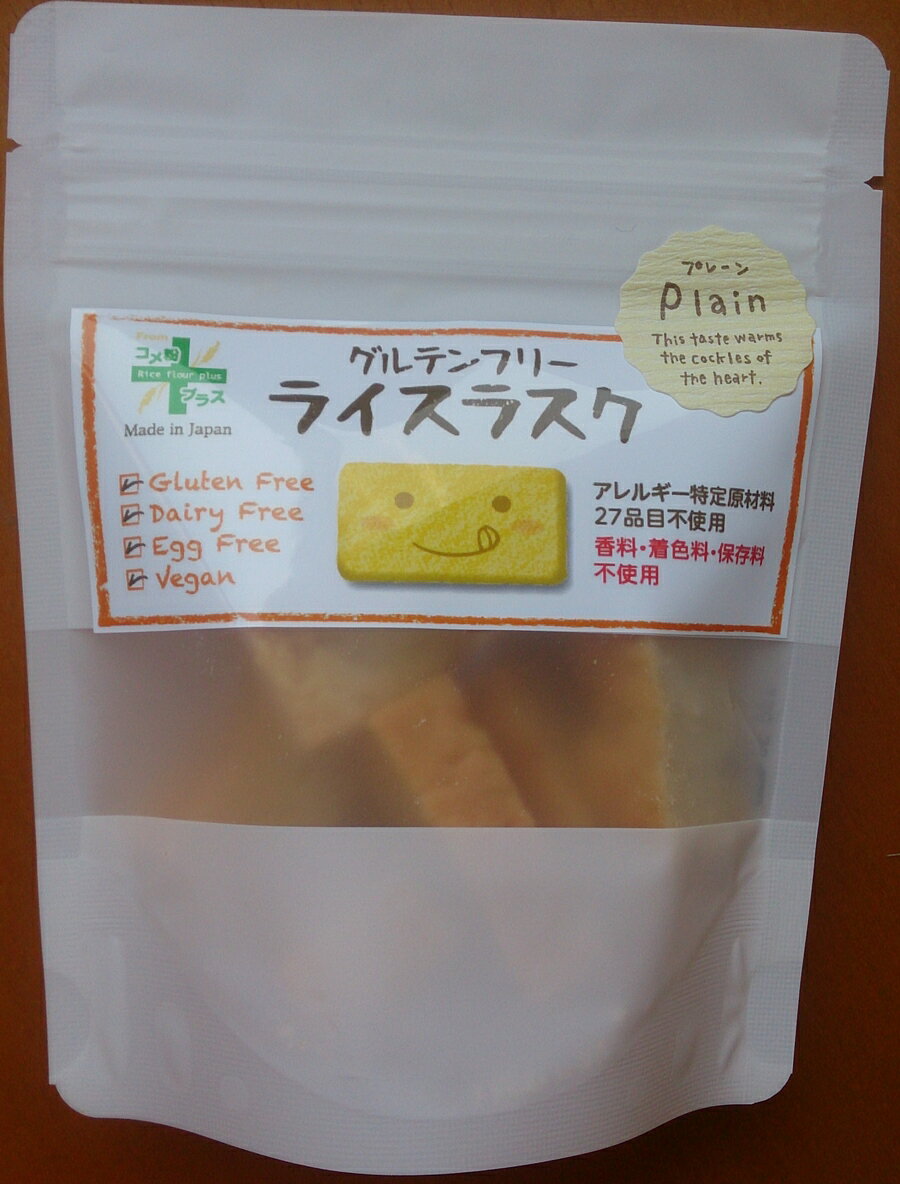 プレーン
Plain
This taste warms
the cockles of
the heart.
From
コメ粉
Rice flour plus
プラス
Made in Japan
グルテンフリー
ライスラスク
Gluten Free
Dairy Free
Egg Free
Vegan
アレルギー特定原材料
27品目不使用
香料・着色料・保存料
不使用